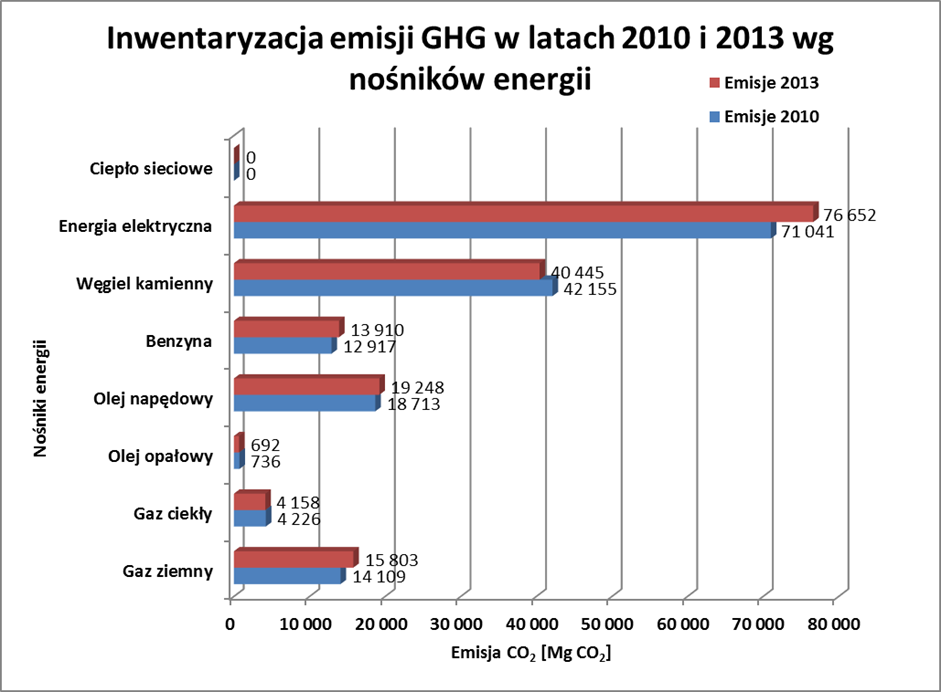 Inwentaryzacja emisji GHG w latach 2010 i 2013 wg
nośników energii
Emisje 2013
Emisje 2010
Ciepło sieciowe
0
0
Energia elektryczna
76 652
71 041
Węgiel kamienny
40 445
42 155
Benzyna
13 910
12 917
Olej napędowy
19 248
18 713
Olej opałowy
692
736
Gaz ciekły
4 158
4 226
Gaz ziemny
15 803
14 109
Nośniki energii
0 10 000 20 000 30 000 40 000 50 000 60 000 70 000 80 000
Emisja CO₂ [Mg CO₂]